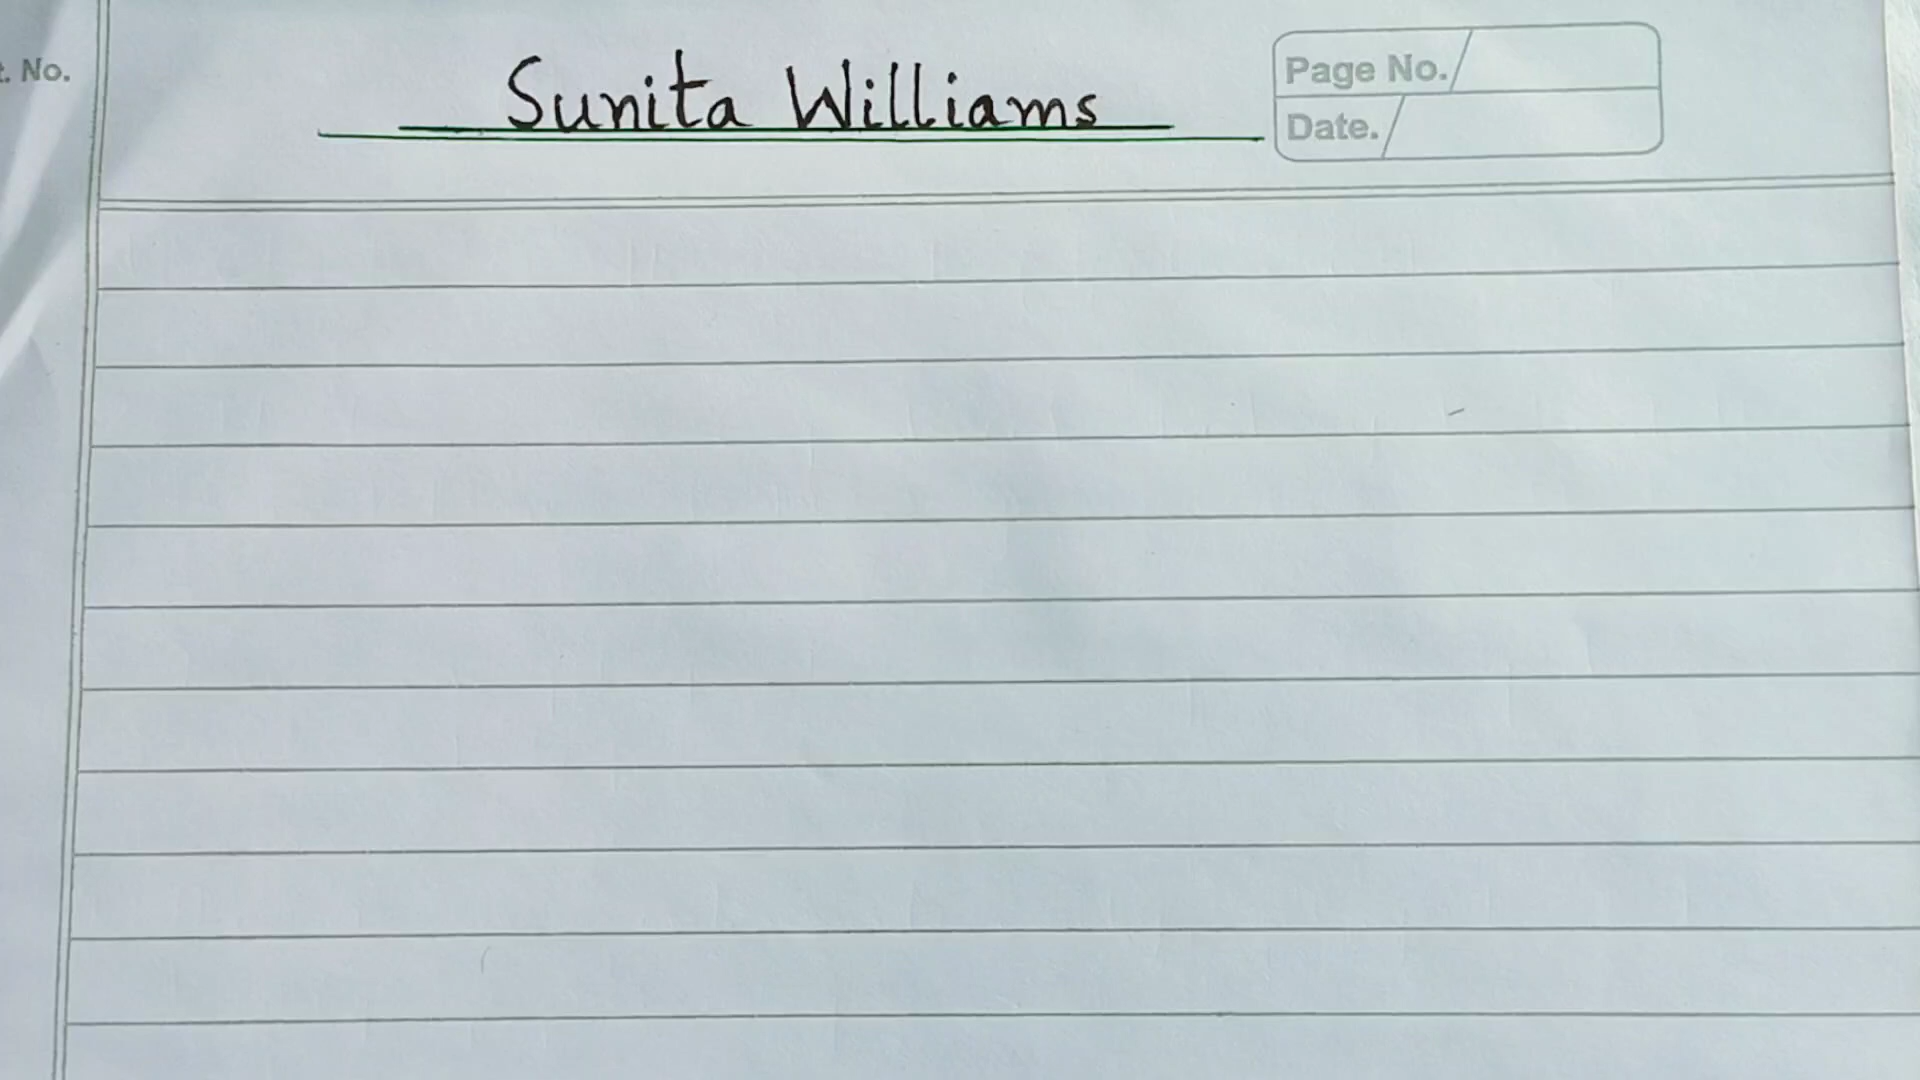 Sunita Williams
Page No.
. No.
Date.